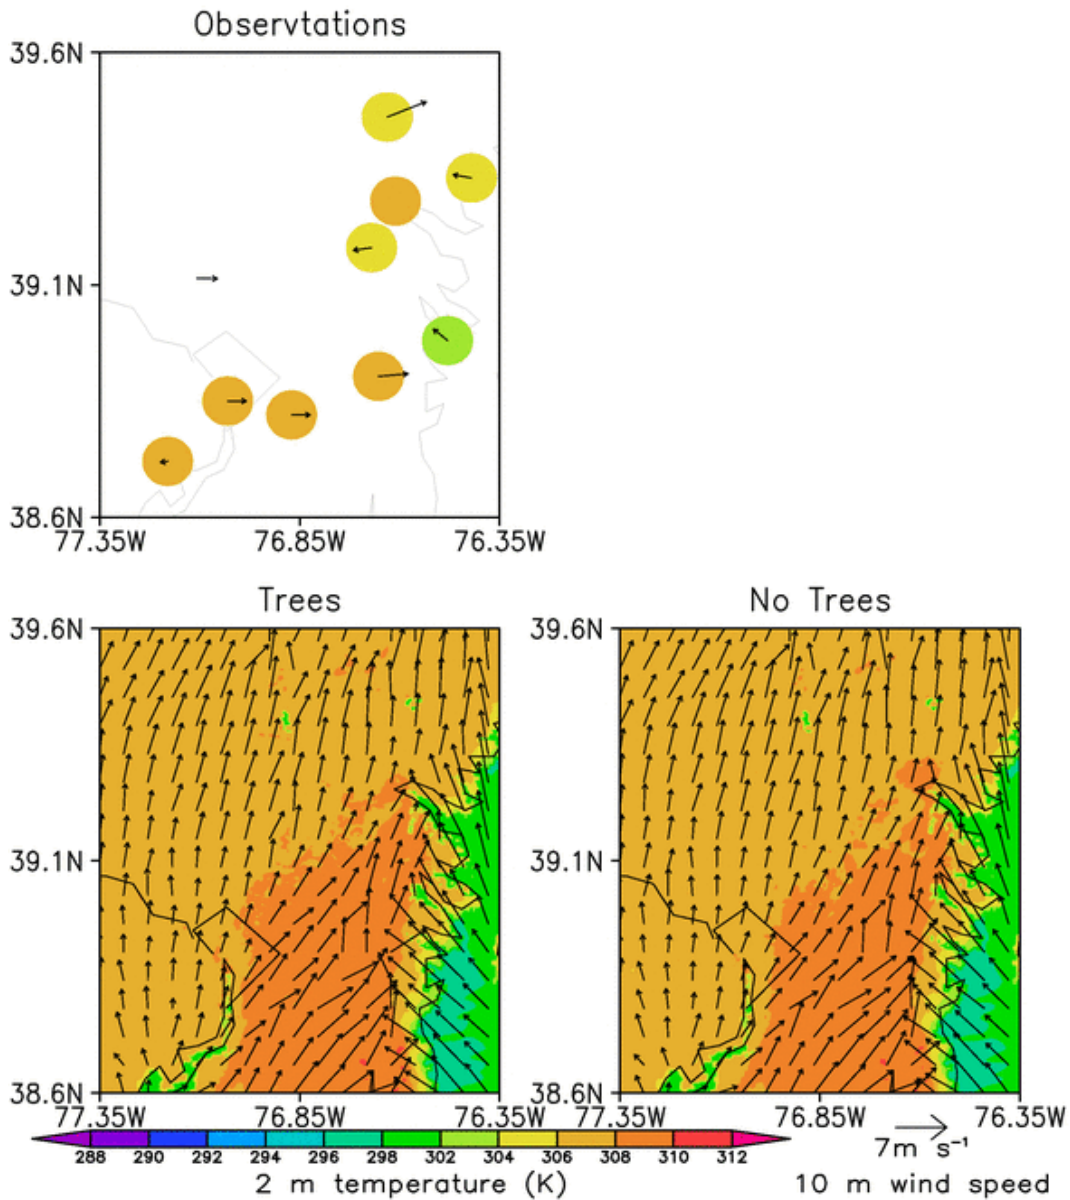 Observtations
39.6N
39.1N
38.6N
77.35W 76.85W 76.35W
Trees No Trees
39.6N 39.6N
39.1N 39.1N
38.6N 38.6N
77.35W 76.85W 76.35W 77.35W 76.85W 76.35W
7m s⁻¹
288 290 292 294 296 298 302 304 306 308 310 312
2 m temperature (K) 10 m wind speed